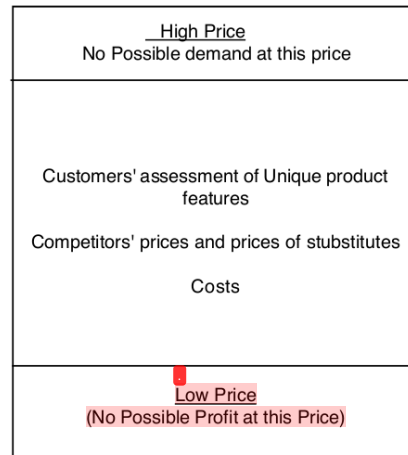 High Price
No Possible demand at this price
Customers' assessment of Unique product
features
Competitors' prices and prices of stubstitutes
Costs
Low Price
(No Possible Profit at this Price)